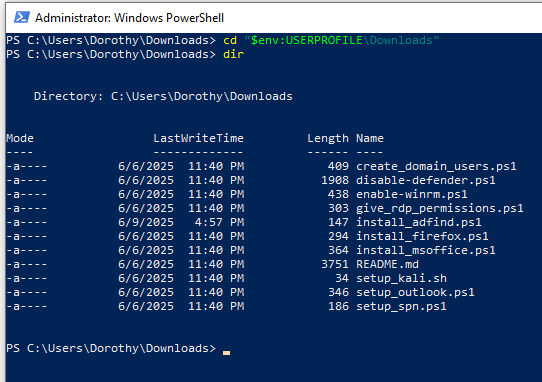 Administrator: Windows PowerShell
PS C:\Users\Dorothy\Downloads> cd "$env:USERPROFILE\Downloads"
PS C:\Users\Dorothy\Downloads> dir
Directory: C:\Users\Dorothy\Downloads
Mode LastWriteTime Length Name
---- ------------- ------ ----
-a---- 6/6/2025 11:40 PM 409 create_domain_users.ps1
-a---- 6/6/2025 11:40 PM 1908 disable-defender.ps1
-a---- 6/6/2025 11:40 PM 438 enable-winrm.ps1
-a---- 6/6/2025 11:40 PM 303 give_rdp_permissions.ps1
-a---- 6/9/2025 4:57 PM 147 install_adfind.ps1
-a---- 6/6/2025 11:40 PM 294 install_firefox.ps1
-a---- 6/6/2025 11:40 PM 364 install_msoffice.ps1
-a---- 6/6/2025 11:40 PM 3751 README.md
-a---- 6/6/2025 11:40 PM 34 setup_kali.sh
-a---- 6/6/2025 11:40 PM 346 setup_outlook.ps1
-a---- 6/6/2025 11:40 PM 186 setup_spn.ps1
PS C:\Users\Dorothy\Downloads>